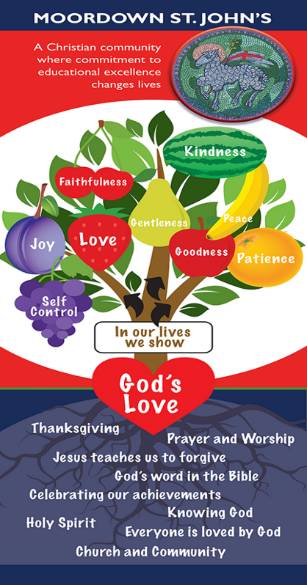 MOORDOWN ST. JOHN'S
A Christian community
where commitment to
educational excellence
changes lives
Kindness
Faithfulness
Gentleness
Peace
Joy
Love
Goodness
Patience
Self
Control
In our lives
we show
God's
Love
Thanksgiving
Prayer and Worship
Jesus teaches us to forgive
God's word in the Bible
Celebrating our achievements
Knowing God
Holy Spirit
Everyone is loved by God
Church and Community